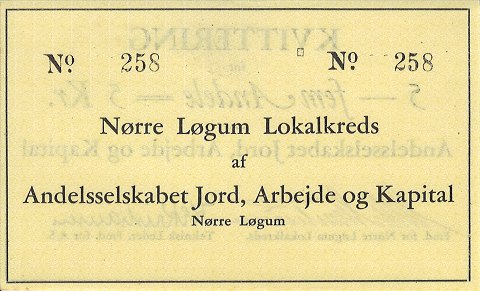 Nº 258 Nº 258
Nørre Løgum Lokalkreds
af
Andelsselskabet Jord, Arbejde og Kapital
Nørre Løgum